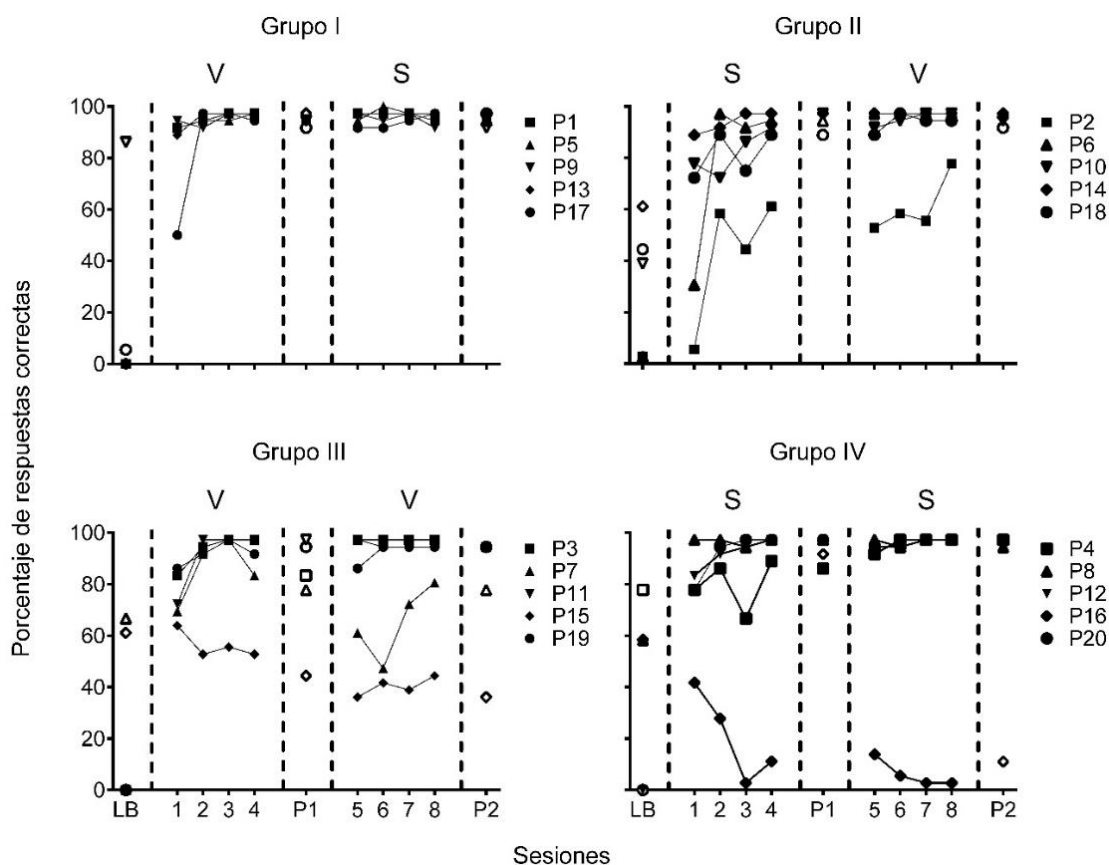 Grupo I
V S
100
80
60
40
20
0
P1
P5
P9
P13
P17
Grupo II
S V
P2
P6
P10
P14
P18
Porcentaje de respuestas correctas
Grupo III
V V
100
80
60
40
20
0
LB 1 2 3 4 P1 5 6 7 8 P2
P3
P7
P11
P15
P19
Grupo IV
S S
LB 1 2 3 4 P1 5 6 7 8 P2
P4
P8
P12
P16
P20
Sesiones